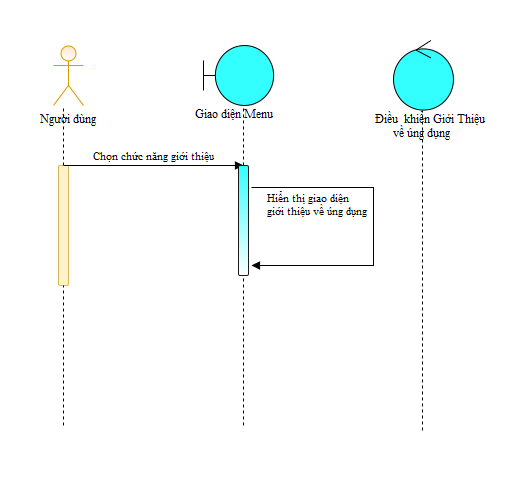 Người dùng
Giao diện Menu
Điều khiện Giới Thiệu
về ứng dụng
Chọn chức năng giới thiệu
Hiển thị giao diện
giới thiệu về ứng dụng